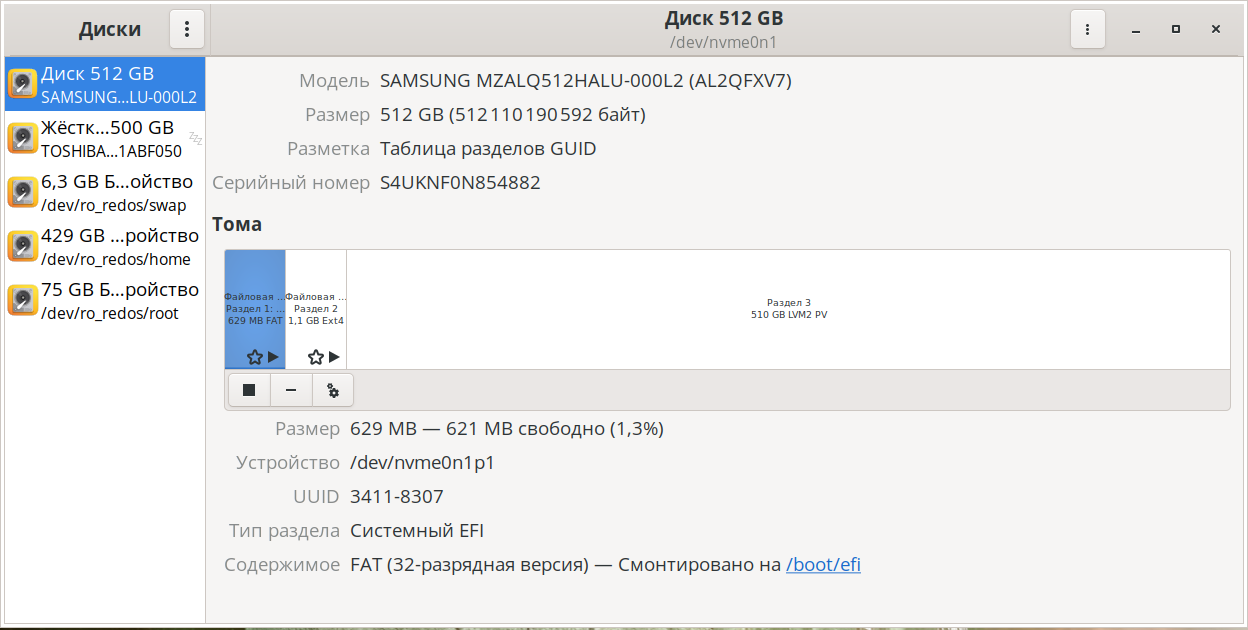 Диски
Диск 512 GB
/dev/nvme0n1
Диск 512 GB
SAMSUNG...LU-000L2
Жёстк...500 GB
TOSHIBA...1ABF050
6,3 GB Б...ойство
/dev/ro_redos/swap
429 GB ...ройство
/dev/ro_redos/home
75 GB Б...ройство
/dev/ro_redos/root
Модель SAMSUNG MZALQ512HALU-000L2 (AL2QFXV7)
Размер 512 GB (512 110 190 592 байт)
Разметка Таблица разделов GUID
Серийный номер S4UKNF0N854882
Тома
Файловая ...
Раздел 1: ...
629 MB FAT
Файловая ...
Раздел 2
1,1 GB Ext4
Раздел 3
510 GB LVM2 PV
Размер 629 MB — 621 MB свободно (1,3%)
Устройство /dev/nvme0n1p1
UUID 3411-8307
Тип раздела Системный EFI
Содержимое FAT (32-разрядная версия) — Смонтировано на /boot/efi